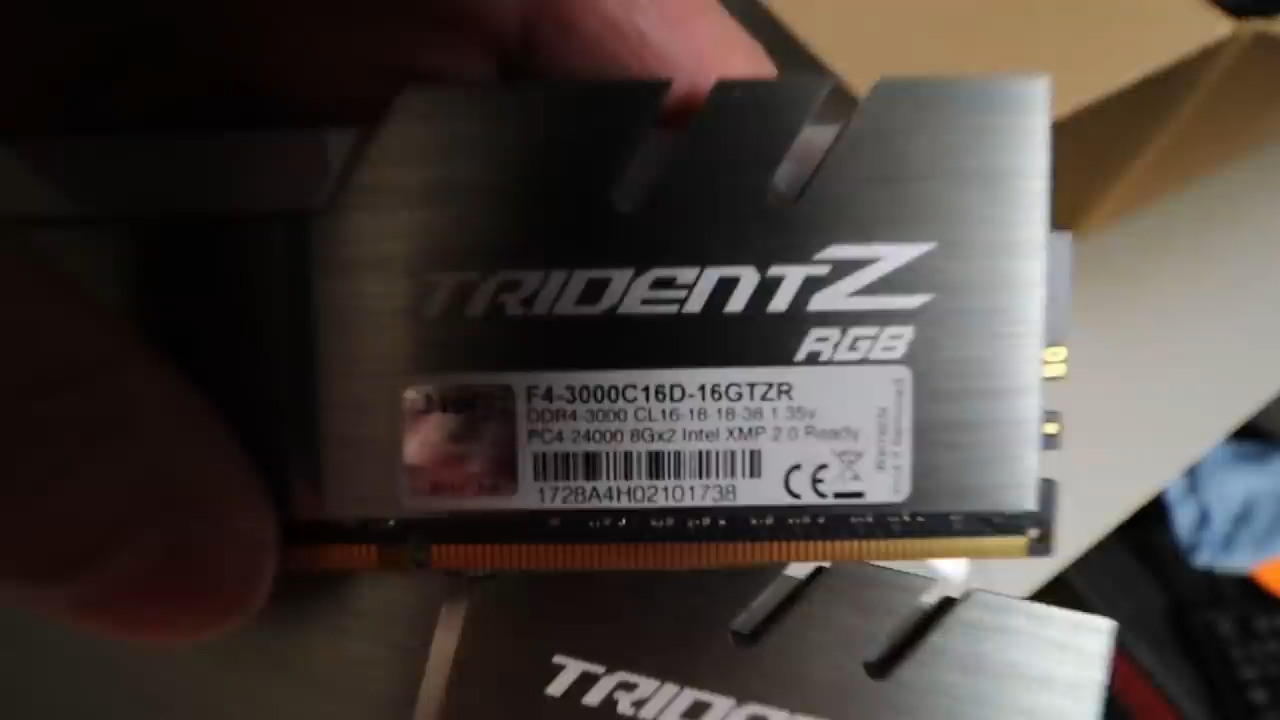 TRIDENTZ
RGB
F4-3000C16D-16GTZR
DDR4-3000 CL16-18-18-38 1.35v
PC4-24000 8Gx2 Intel XMP 2.0 Ready
1728A4H02101738
CE
TRIDE